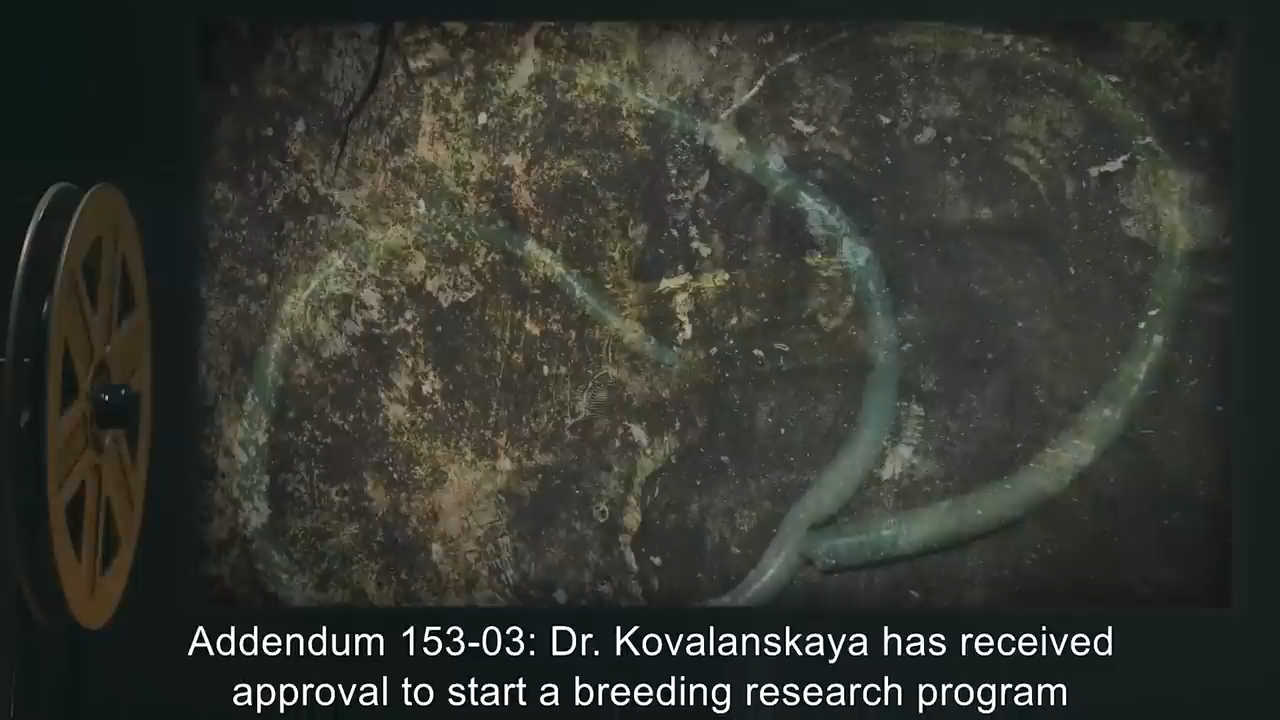 Addendum 153-03: Dr. Kovalanskaya has received
approval to start a breeding research program